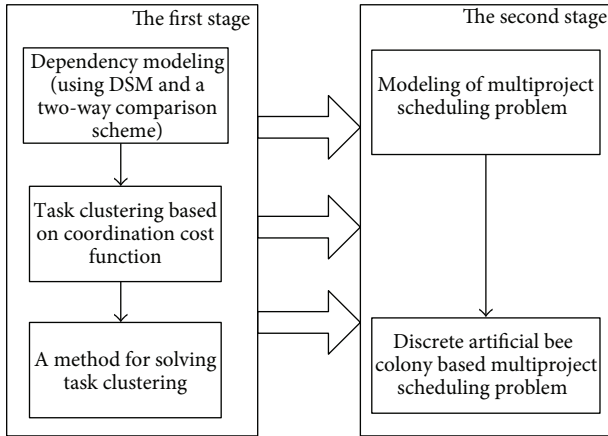 The first stage
Dependency modeling
(using DSM and a
two-way comparison
scheme)
Task clustering based
on coordination cost
function
A method for solving
task clustering
The second stage
Modeling of multiproject
scheduling problem
Discrete artificial bee
colony based multiproject
scheduling problem